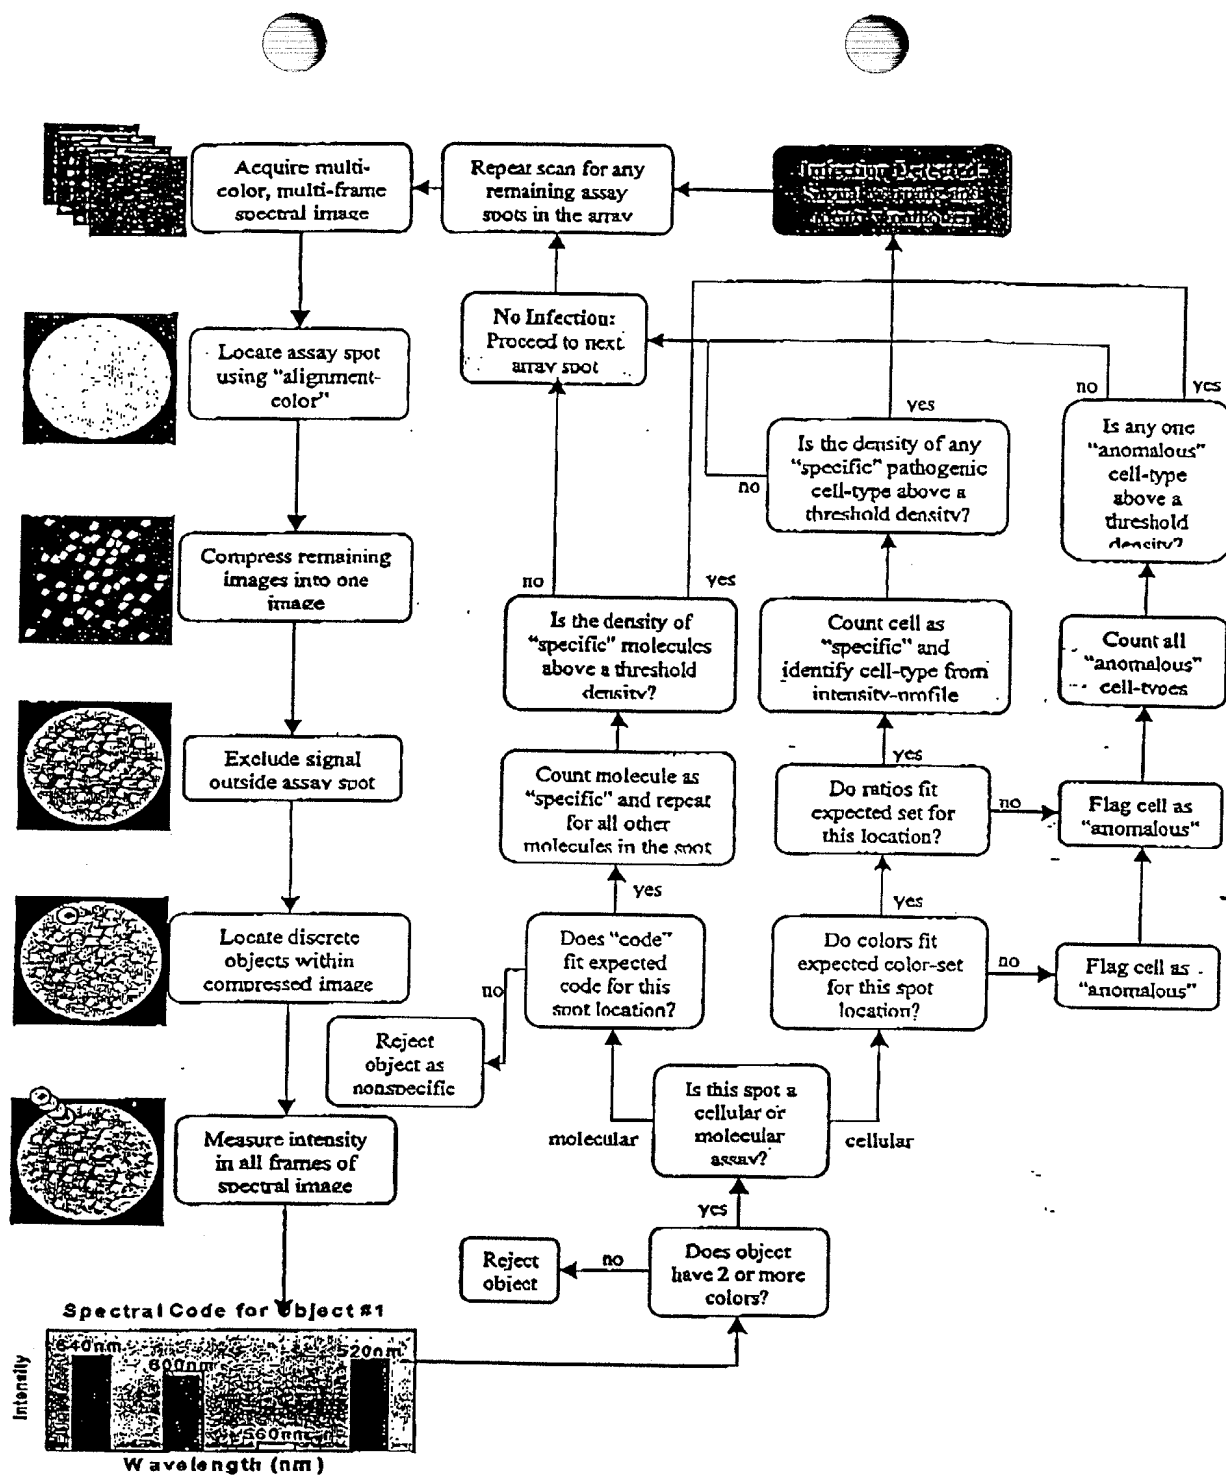 Acquire multi-
color, multi-frame
spectral image
Repeat scan for any
remaining assay
spots in the array
Infection Detected:
Sound alarm and
identify pathogen
No Infection:
Proceed to next
array spot
Locate assay spot
using "alignment-
color"
no
yes
yes
Is any one
"anomalous"
cell-type
above a
threshold
density?
Is the density of any
"specific" pathogenic
cell-type above a
threshold density?
no
Compress remaining
images into one
image
no
yes
Is the density of
"specific" molecules
above a threshold
density?
Count cell as
"specific" and
identify cell-type from
intensity-profile
Count all
"anomalous"
cell-types
Exclude signal
outside assay spot
yes
Count molecule as
"specific" and repeat
for all other
molecules in the spot
Do ratios fit
expected set for
this location?
no
Flag cell as
"anomalous"
yes
yes
Locate discrete
objects within
compressed image
Does "code"
fit expected
code for this
spot location?
Do colors fit
expected color-set
for this spot
location?
no
Flag cell as
"anomalous"
no
Reject
object as
nonspecific
Is this spot a
cellular or
molecular
assay?
molecular
cellular
Measure intensity
in all frames of
spectral image
yes
Reject
object
no
Does object
have 2 or more
colors?
Spectral Code for Object #1
640nm
600nm
520nm
560nm
Intensity
Wavelength (nm)